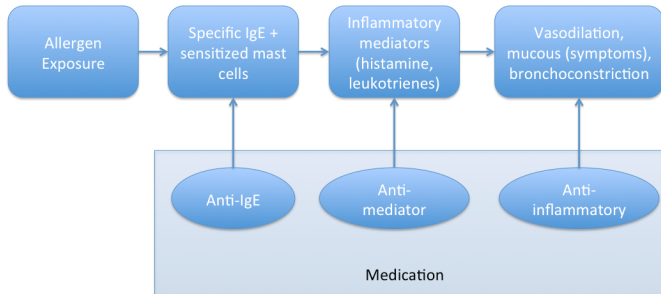 Allergen
Exposure
Specific IgE +
sensitized mast
cells
Inflammatory
mediators
(histamine,
leukotrienes)
Vasodilation,
mucous (symptoms),
bronchoconstriction
Anti-IgE
Anti-
mediator
Anti-
inflammatory
Medication